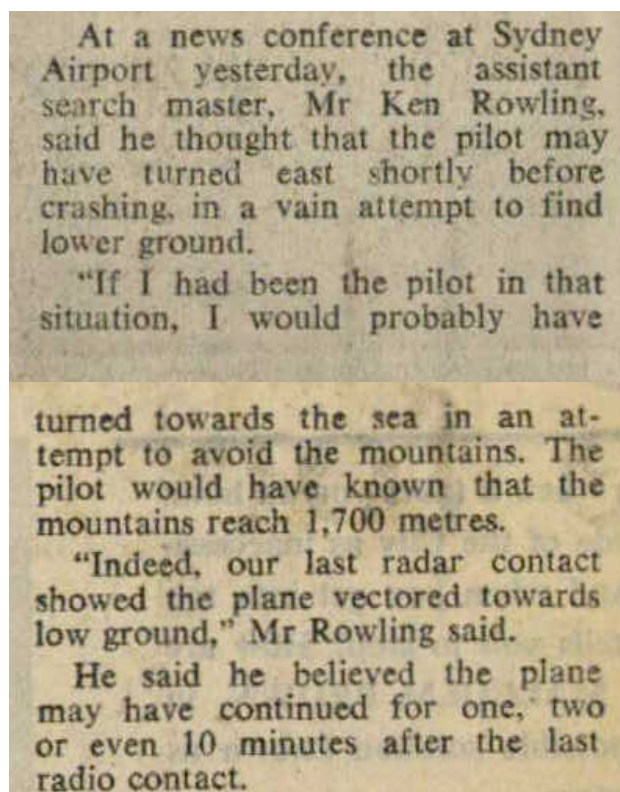 At a news conference at Sydney
Airport yesterday, the assistant
search master, Mr Ken Rowling,
said he thought that the pilot may
have turned east shortly before
crashing, in a vain attempt to find
lower ground.
"If I had been the pilot in that
situation, I would probably have
turned towards the sea in an at-
tempt to avoid the mountains. The
pilot would have known that the
mountains reach 1,700 metres.
"Indeed, our last radar contact
showed the plane vectored towards
low ground," Mr Rowling said.
He said he believed the plane
may have continued for one, two
or even 10 minutes after the last
radio contact.